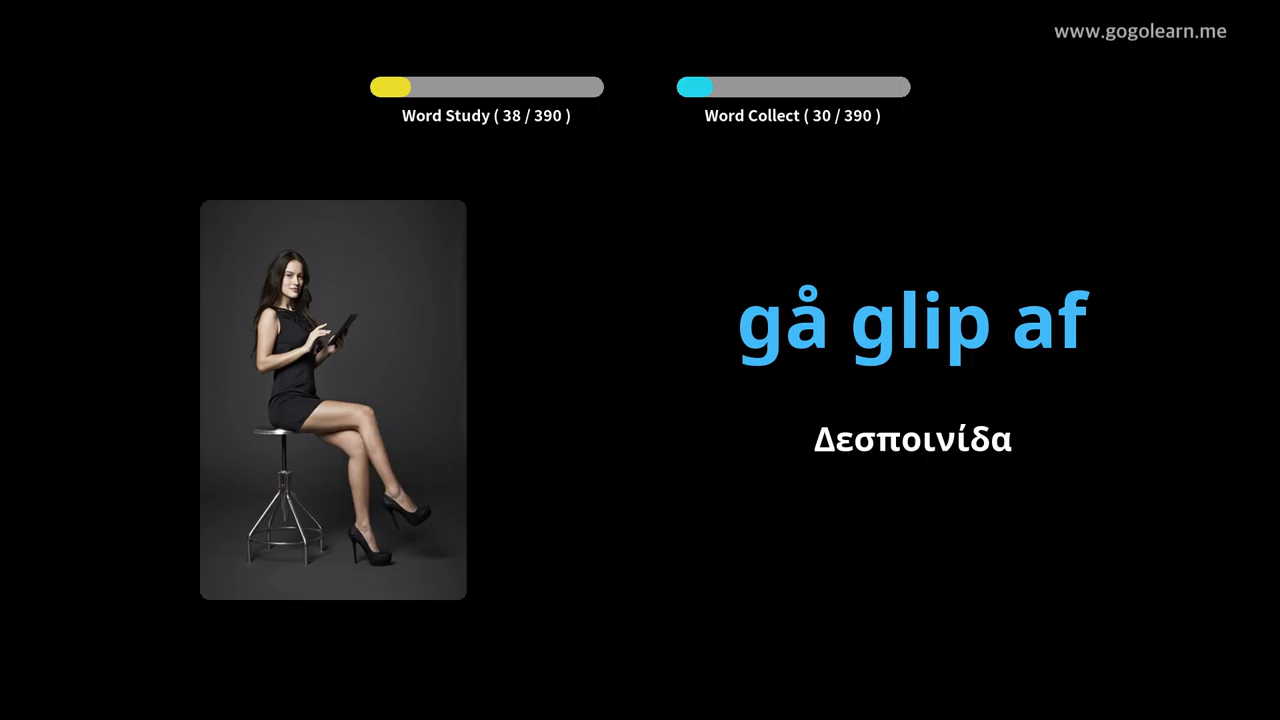 www.gogolearn.me
Word Study ( 38 / 390 )
Word Collect ( 30 / 390 )
gå glip af
Δεσποινίδα